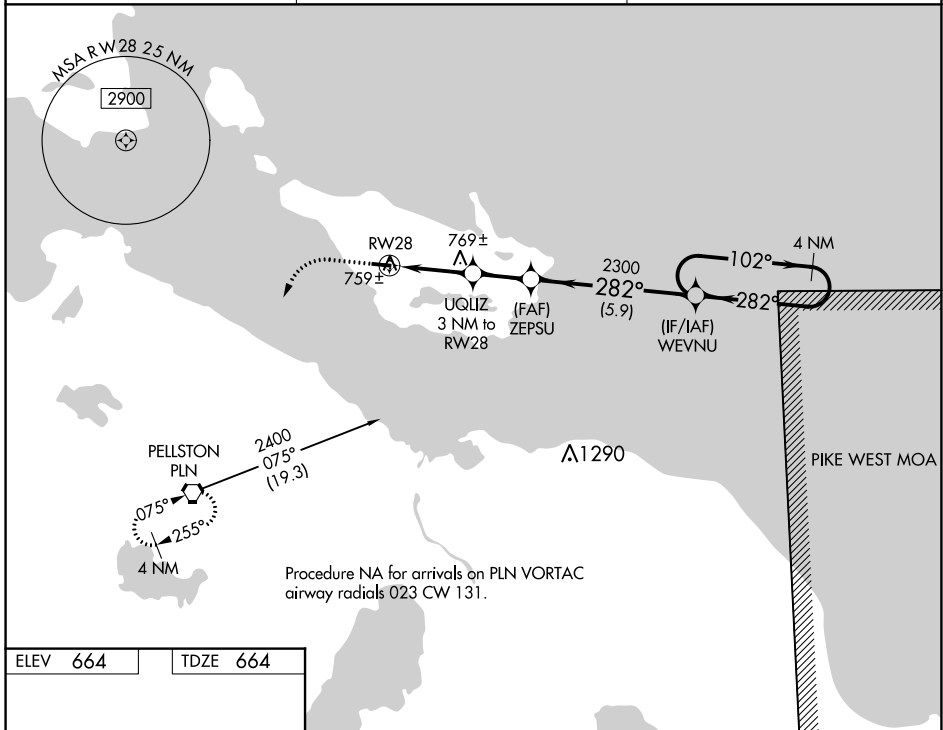 MSA RW28 25 NM
2900
RW28
759±
769±
UQLIZ
3 NM to
RW28
(FAF)
ZEPSU
2300
282°
(5.9)
(IF/IAF)
WEVNU
102°
282°
4 NM
PELLSTON
PLN
2400
075°
(19.3)
075°
255°
4 NM
1290
PIKE WEST MOA
Procedure NA for arrivals on PLN VORTAC
airway radials 023 CW 131.
ELEV 664
TDZE 664